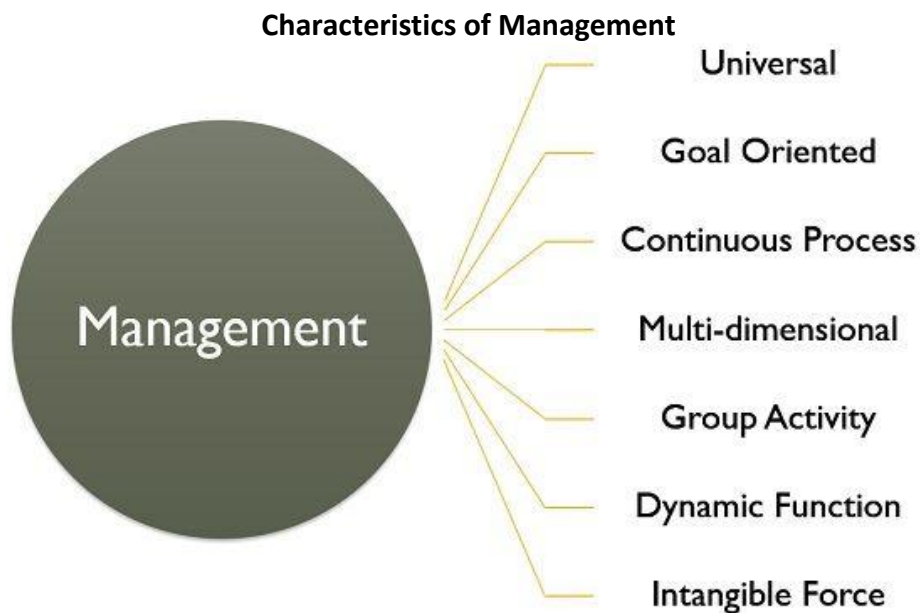 Characteristics of Management
Universal
Goal Oriented
Continuous Process
Management
Multi-dimensional
Group Activity
Dynamic Function
Intangible Force